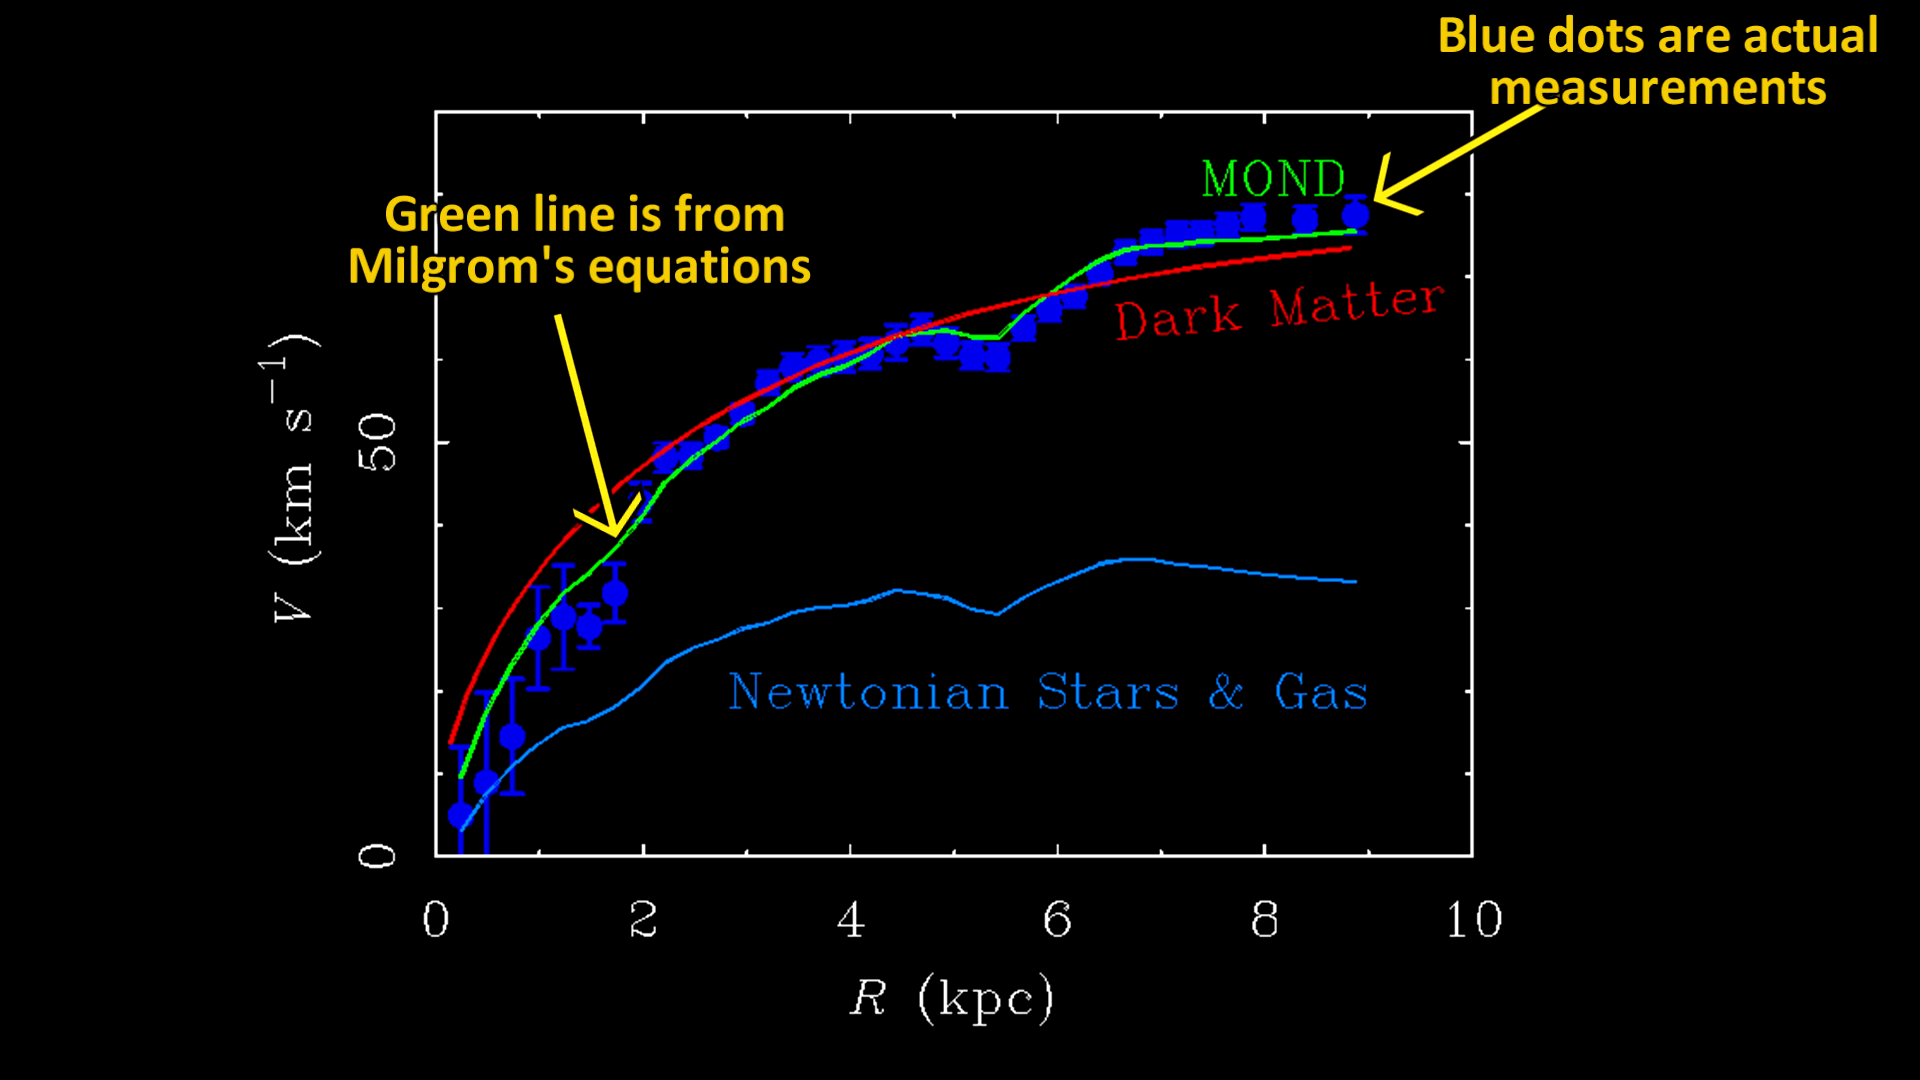 Blue dots are actual
measurements
MOND
Green line is from
Milgrom's equations
Dark Matter
V (km s⁻¹)
50
Newtonian Stars & Gas
0
0 2 4 6 8 10
R (kpc)